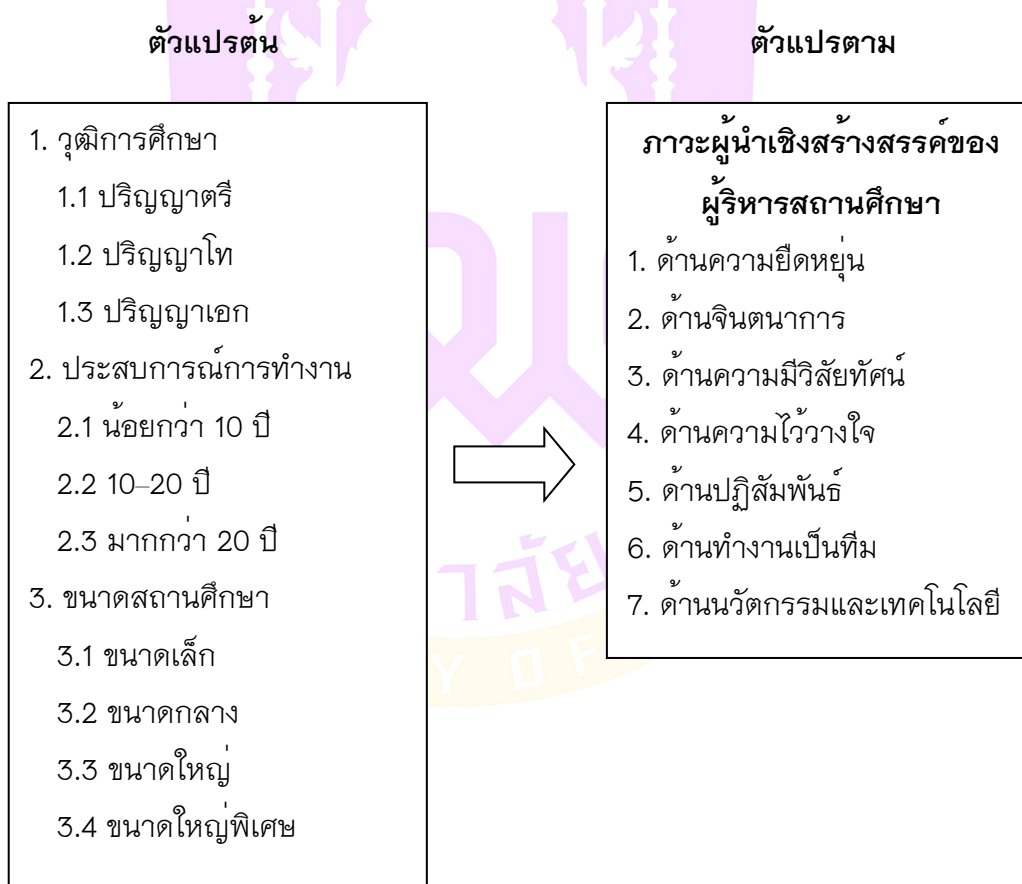 ตัวแปรต้น
ตัวแปรตาม
1. วุฒิการศึกษา
1.1 ปริญญาตรี
1.2 ปริญญาโท
1.3 ปริญญาเอก
2. ประสบการณ์การทำงาน
2.1 น้อยกว่า 10 ปี
2.2 10–20 ปี
2.3 มากกว่า 20 ปี
3. ขนาดสถานศึกษา
3.1 ขนาดเล็ก
3.2 ขนาดกลาง
3.3 ขนาดใหญ่
3.4 ขนาดใหญ่พิเศษ
ภาวะผู้นำเชิงสร้างสรรค์ของ
ผู้ริหารสถานศึกษา
1. ด้านความยืดหยุ่น
2. ด้านจินตนาการ
3. ด้านความมีวิสัยทัศน์
4. ด้านความไว้วางใจ
5. ด้านปฏิสัมพันธ์
6. ด้านทำงานเป็นทีม
7. ด้านนวัตกรรมและเทคโนโลยี